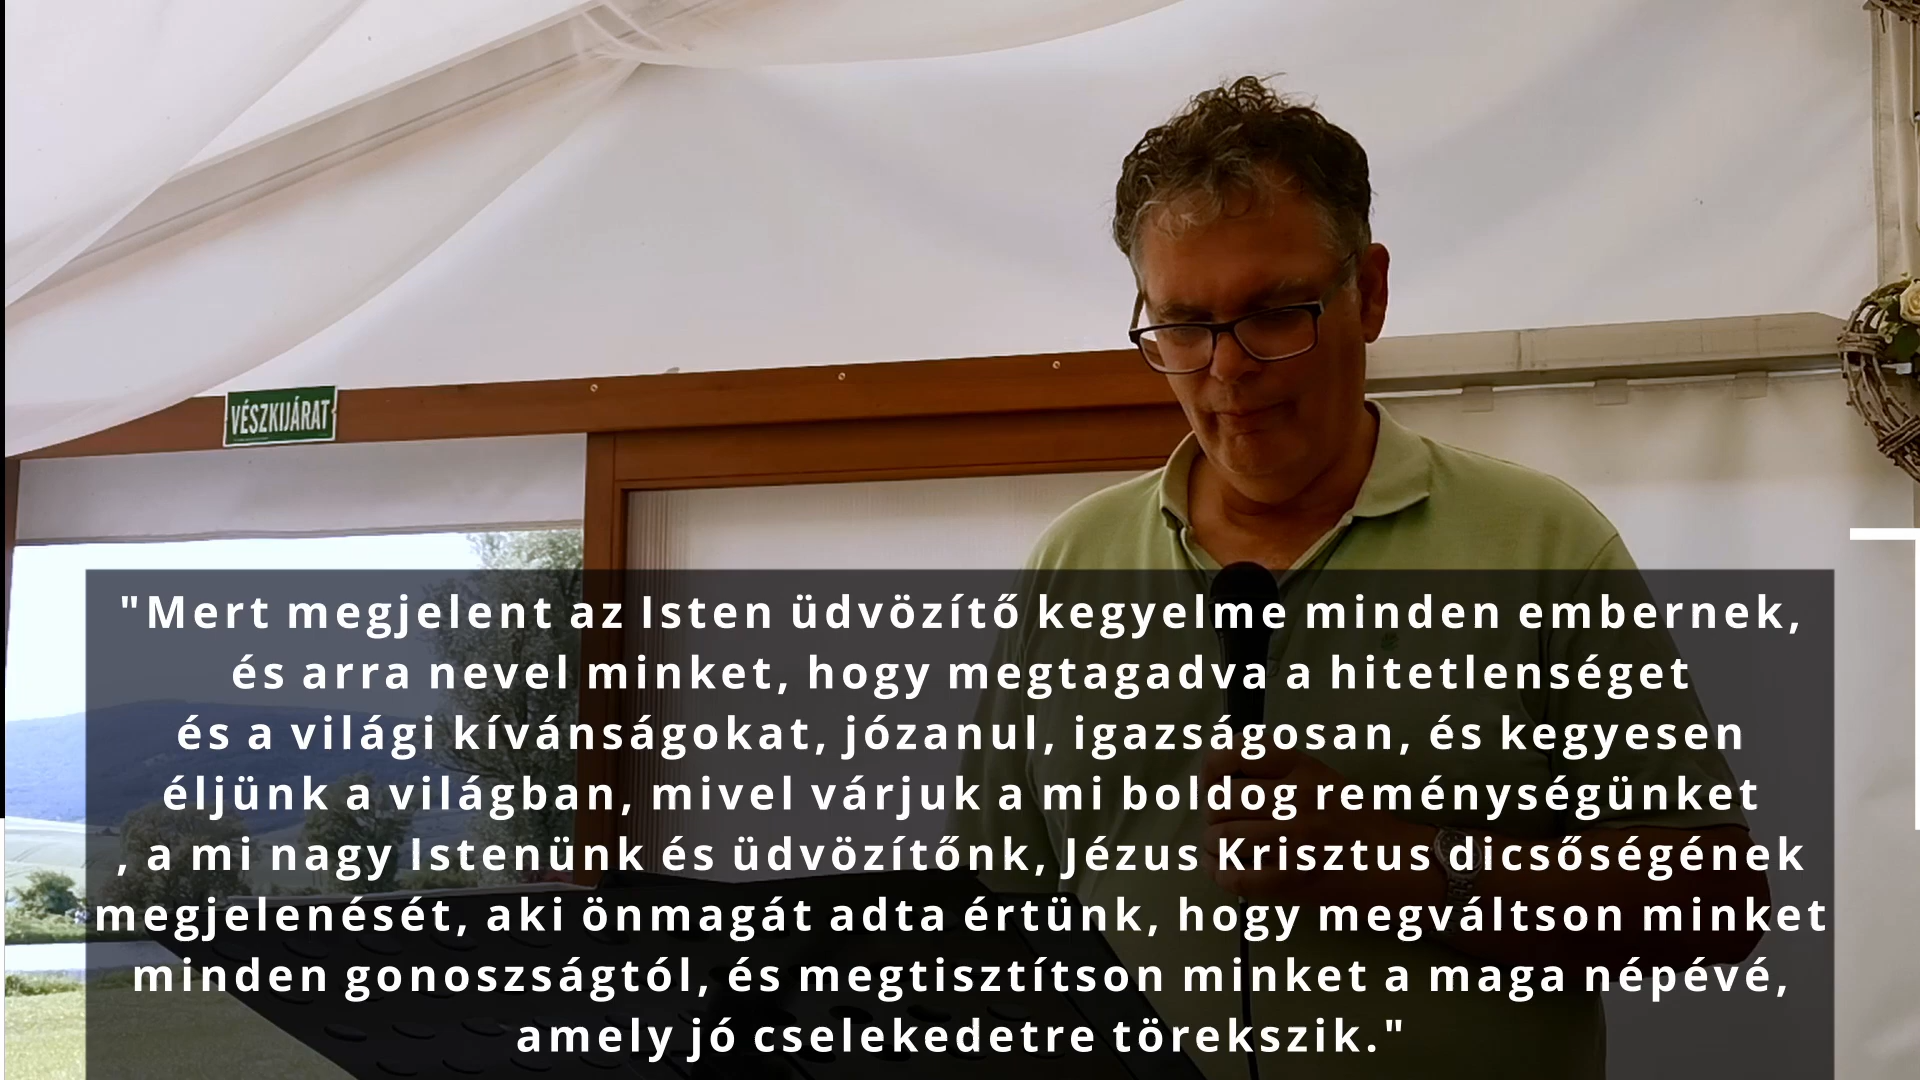 VÉSZKIJÁRAT
"Mert megjelent az Isten üdvözítő kegyelme minden embernek,
és arra nevel minket, hogy megtagadva a hitetlenséget
és a világi kívánságokat, józanul, igazságosan, és kegyesen
éljünk a világban, mivel várjuk a mi boldog reménységünket
, a mi nagy Istenünk és üdvözítőnk, Jézus Krisztus dicsőségének
megjelenését, aki önmagát adta értünk, hogy megváltson minket
minden gonoszságtól, és megtisztítson minket a maga népévé,
amely jó cselekedetre törekszik."